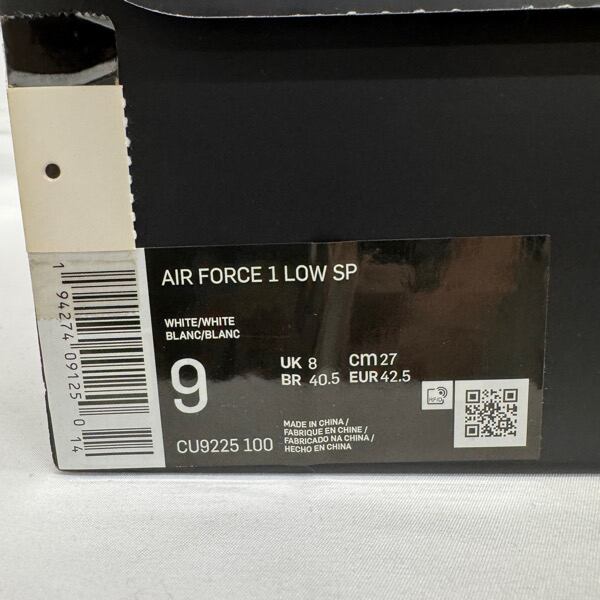 AIR FORCE 1 LOW SP
WHITE/WHITE
BLANC/BLANC
9
UK 8 cm 27
BR 40.5 EUR 42.5
CU9225 100
MADE IN CHINA /
FABRIQUE EN CHINE /
FABRICADO NA CHINA /
HECHO EN CHINA
RFID
1 94274 09125 0 14